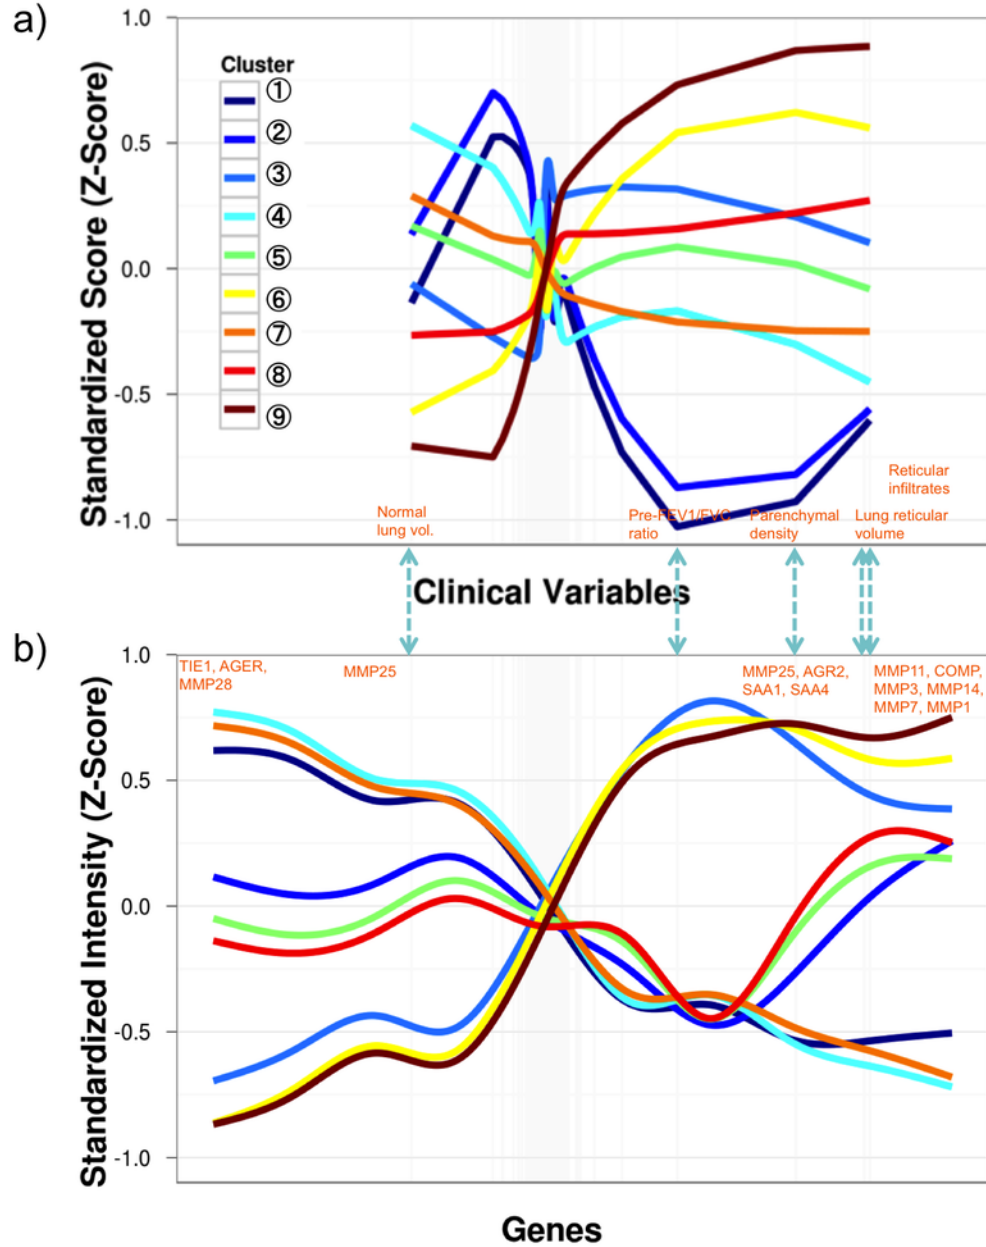 a)
Standardized Score (Z-Score)
1.0
0.5
0.0
-0.5
-1.0
Cluster
①
②
③
④
⑤
⑥
⑦
⑧
⑨
Normal
lung vol.
Pre-FEV1/FVC
ratio
Parenchymal
density
Reticular
infiltrates
Lung reticular
volume
Clinical Variables
b)
Standardized Intensity (Z-Score)
1.0
0.5
0.0
-0.5
-1.0
TIE1, AGER,
MMP28
MMP25
MMP25, AGR2,
SAA1, SAA4
MMP11, COMP,
MMP3, MMP14,
MMP7, MMP1
Genes